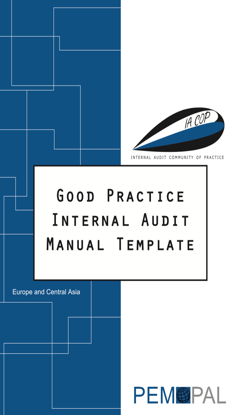 IA COP
INTERNAL AUDIT COMMUNITY OF PRACTICE
Good Practice
Internal Audit
Manual Template
Europe and Central Asia
PEMPAL